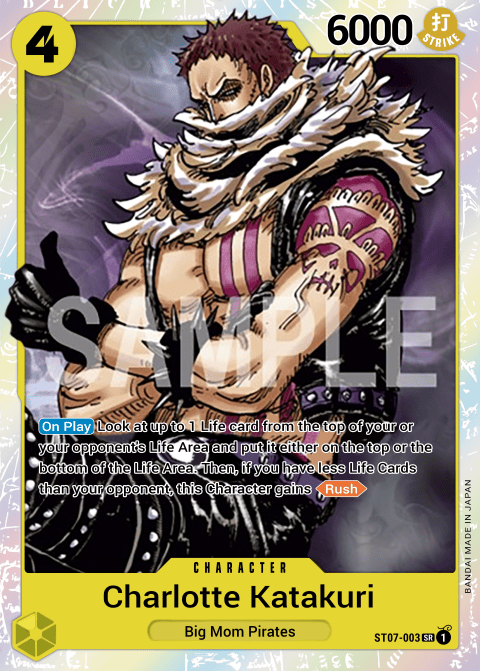 4
6000
打
STRIKE
SAMPLE
On Play Look at up to 1 Life card from the top of your or
your opponent's Life Area and put it either on the top or the
bottom of the Life Area. Then, if you have less Life Cards
than your opponent, this Character gains Rush
CHARACTER
Charlotte Katakuri
Big Mom Pirates
ST07-003 SR 1
BANDAI MADE IN JAPAN